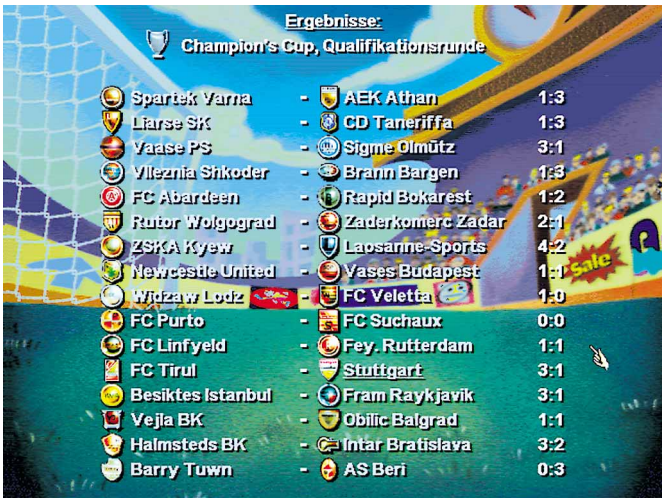 Ergebnisse:
Champion's Cup, Qualifikationsrunde
Spartek Varna - AEK Athan 1:3
Liarse SK - CD Taneriffa 1:3
Vaase PS - Sigme Olmütz 3:1
Vlleznia Shkoder - Brann Bargen 1:3
FC Abardeen - Rapid Bokarest 1:2
Rutor Wolgograd - Zaderkomerc Zadar 2:1
ZSKA Kyew - Laosanne-Sports 4:2
Newcestle United - Vases Budapest 1:1
Widzaw Lodz - FC Veletta 1:0
FC Purto - FC Suchaux 0:0
FC Linfyeld - Fey. Rutterdam 1:1
FC Tirul - Stuttgart 3:1
Besiktes Istanbul - Fram Raykjavik 3:1
Vejla BK - Obilic Balgrad 1:1
Halmsteds BK - Intar Bratislava 3:2
Barry Tuwn - AS Beri 0:3
Sale